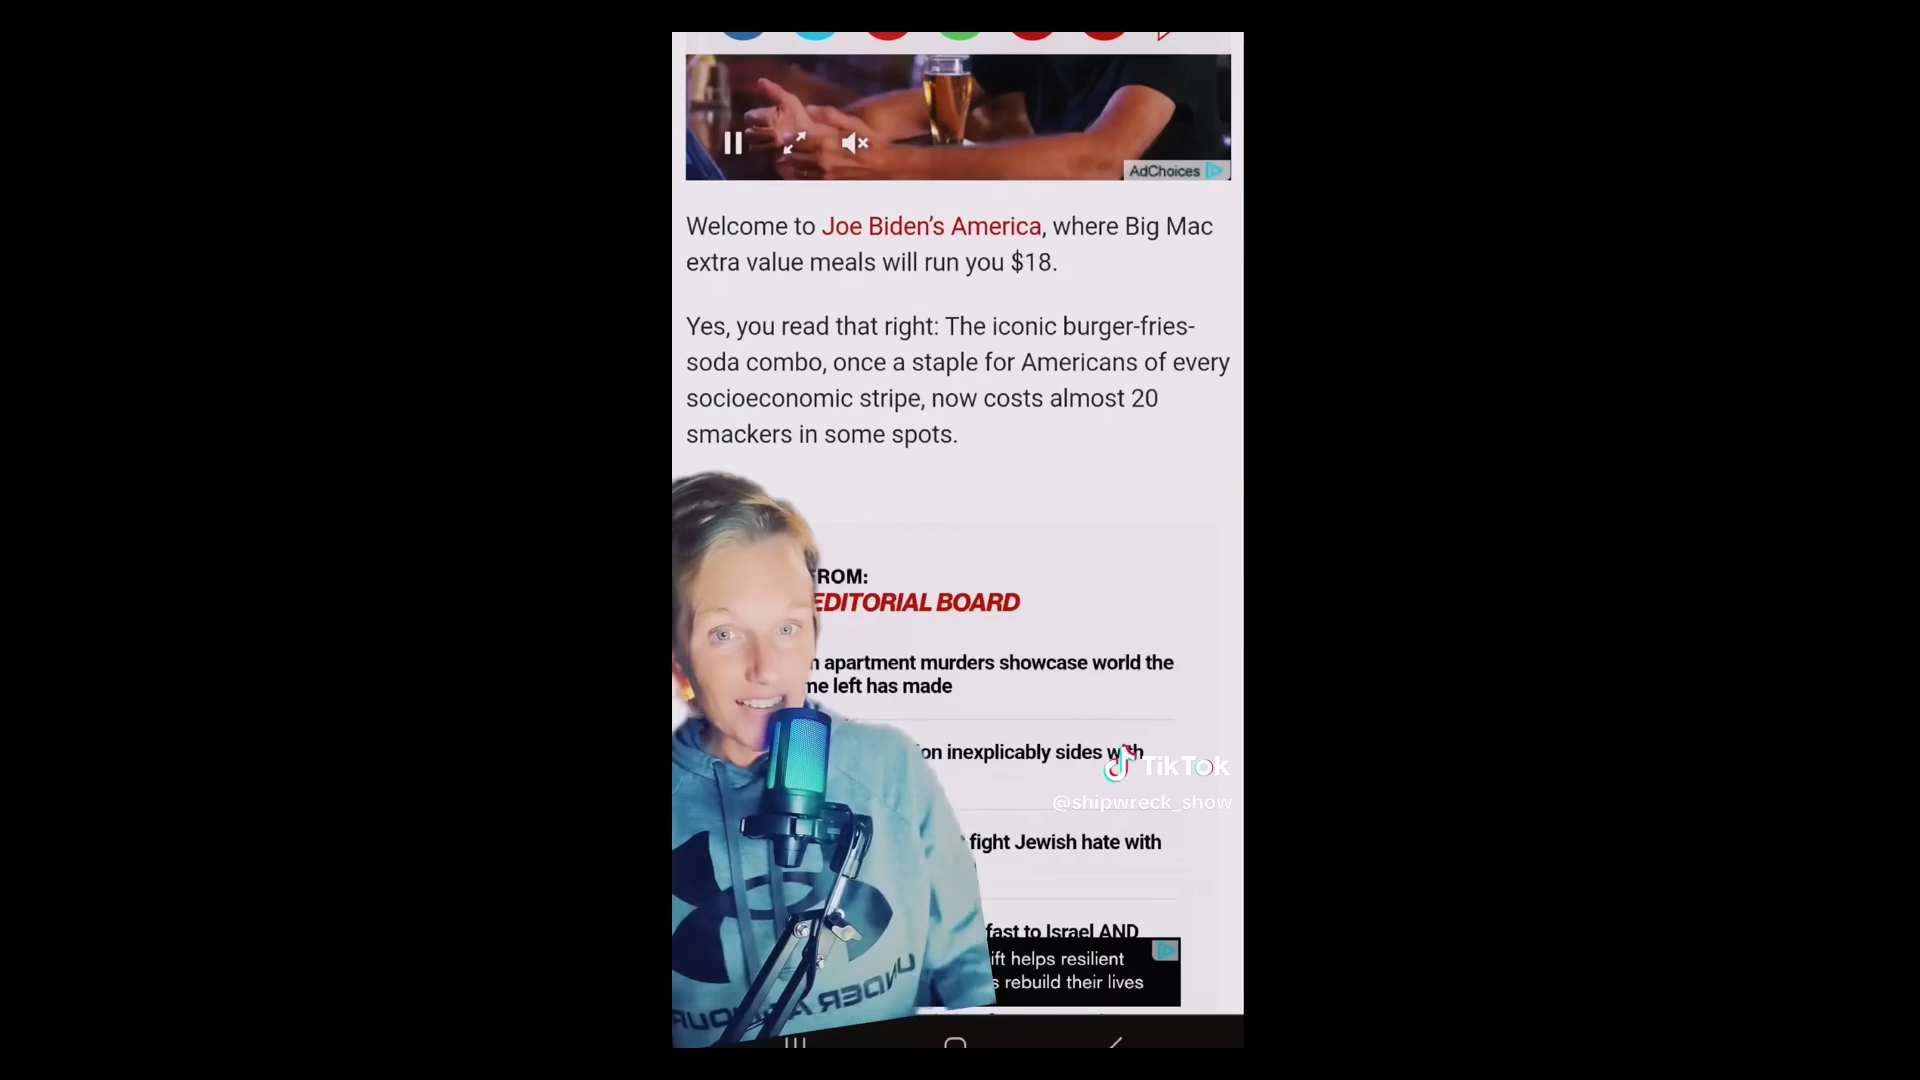 AdChoices
Welcome to Joe Biden's America, where Big Mac
extra value meals will run you $18.
Yes, you read that right: The iconic burger-fries-
soda combo, once a staple for Americans of every
socioeconomic stripe, now costs almost 20
smackers in some spots.
ROM:
EDITORIAL BOARD
apartment murders showcase world the
left has made
inexplicably sides with
TikTok
@shipwreck_show
fight Jewish hate with
fast to Israel AND
helps resilient
rebuild their lives
UNDER ARMOUR